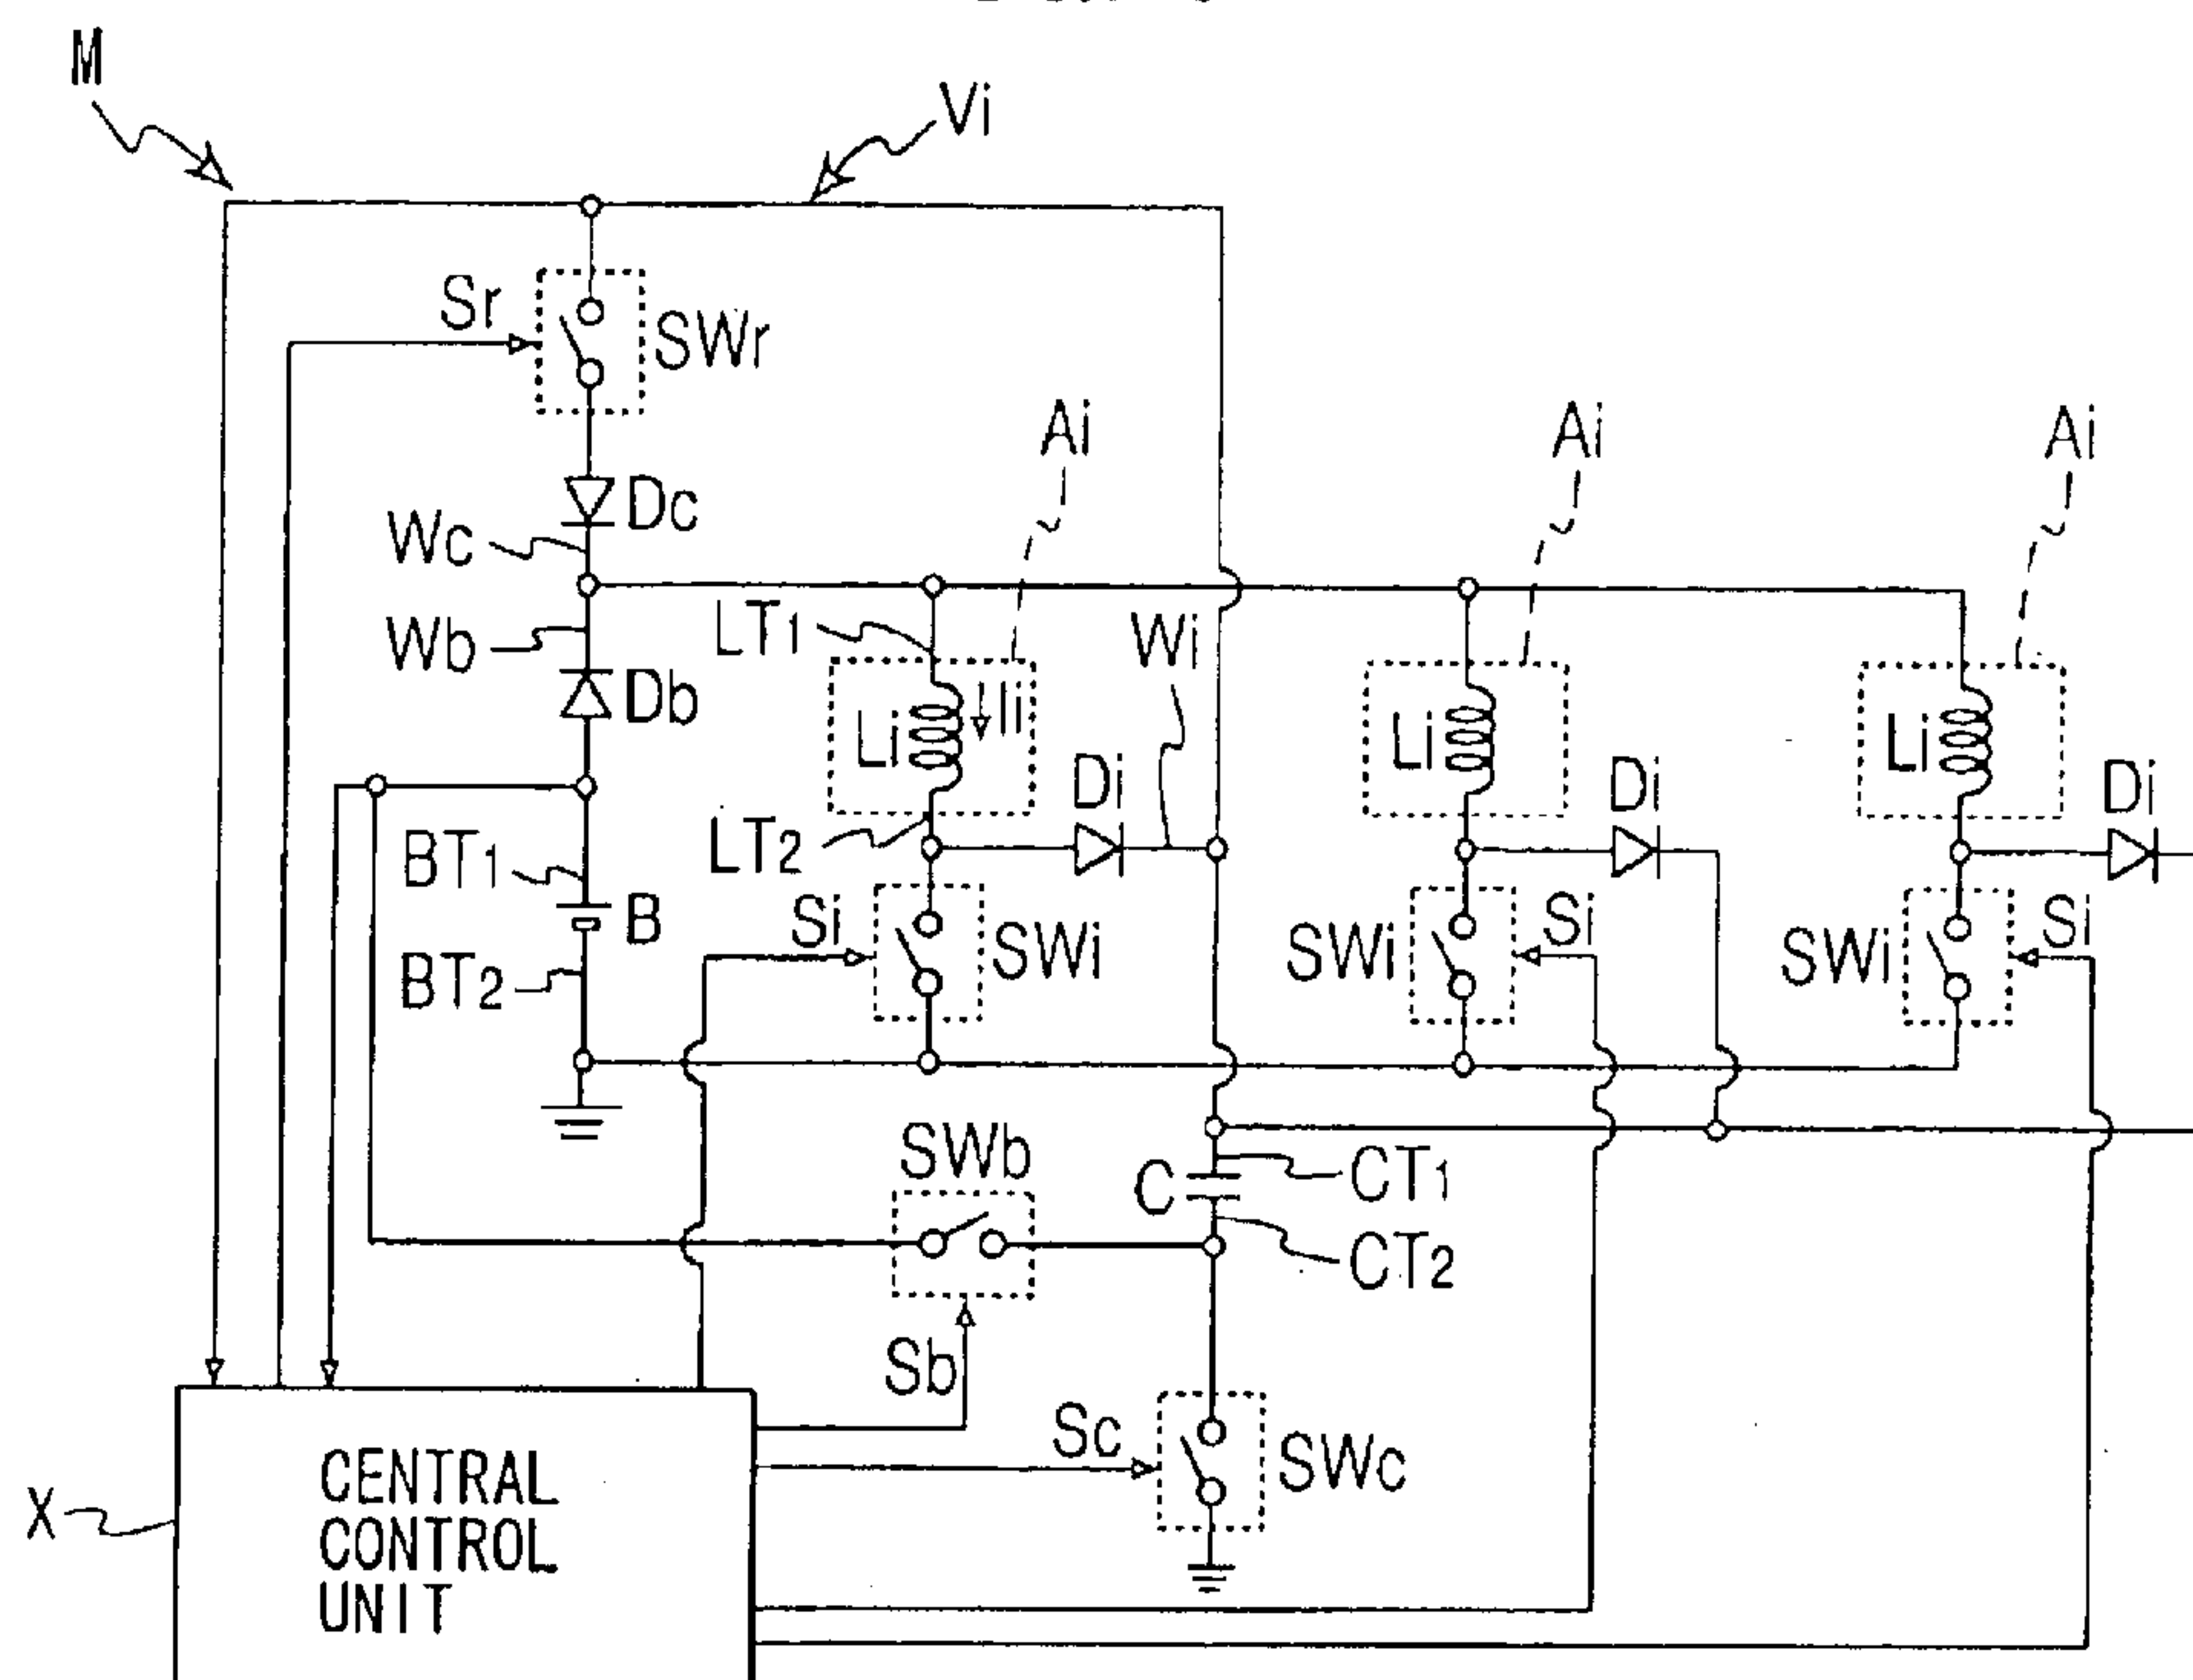 M
Vi
Sr
SWr
Ai
Ai
Ai
Dc
Wc
LT1
Wi
Wb
Db
Li
Ii
Li
Li
Di
Di
Di
LT2
BT1
B
Si
SWi
SWi
Si
SWi
Si
BT2
SWb
C
CT1
CT2
Sb
Sc
SWc
X
CENTRAL
CONTROL
UNIT